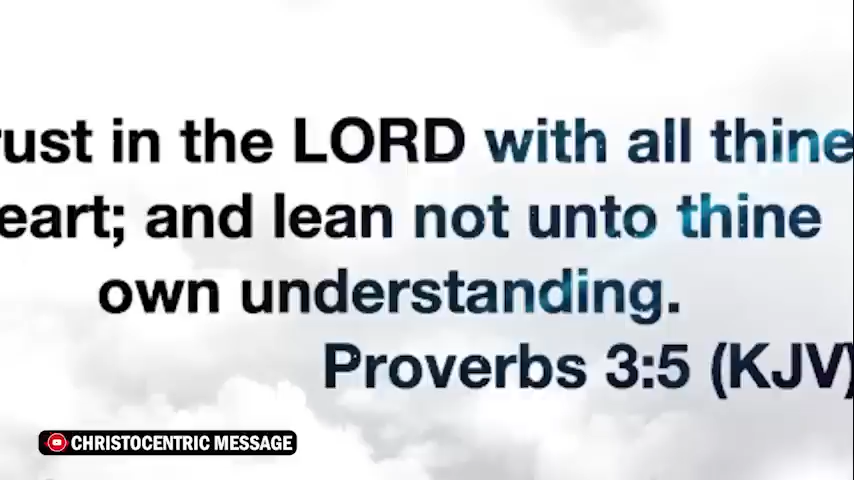 rust in the LORD with all thine
eart; and lean not unto thine
own understanding.
Proverbs 3:5 (KJV)
CHRISTOCENTRIC MESSAGE